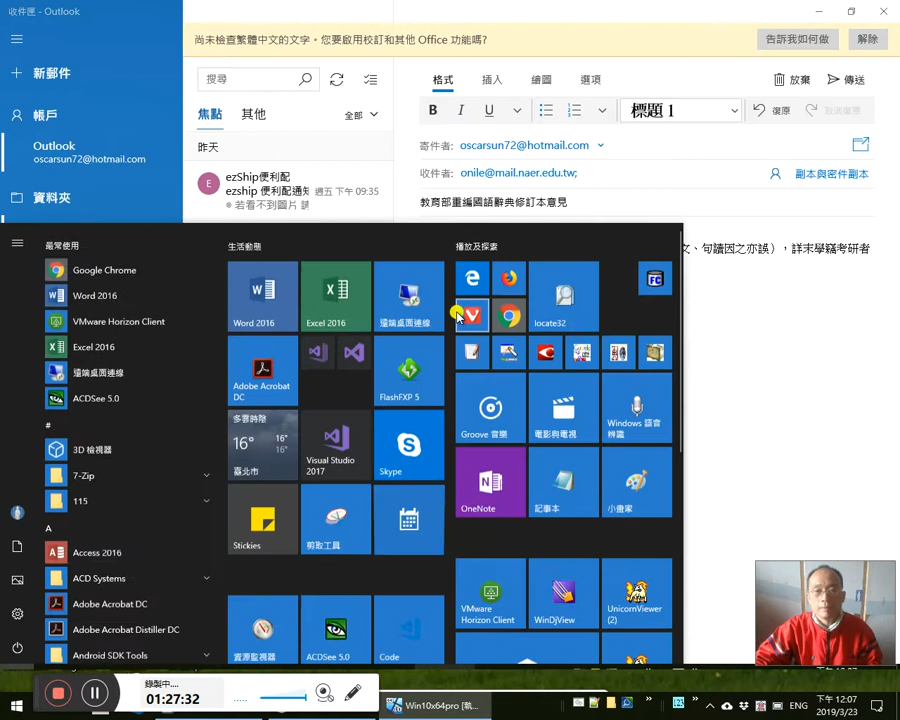 收件匣 - Outlook
尚未檢查繁體中文的文字。您要啟用校訂和其他 Office 功能嗎?
告訴我如何做
解除
新郵件
帳戶
Outlook
oscarsun72@hotmail.com
資料夾
搜尋
焦點
其他
全部
昨天
E
ezShip便利配
ezship 便利配通知
週五 下午 09:35
※ 若看不到圖片 請
格式
插入
繪圖
選項
放棄
傳送
B
I
U
標題 1
復原
取消復原
寄件者:
oscarsun72@hotmail.com
收件者:
onile@mail.naer.edu.tw;
副本與密件副本
教育部重編國語辭典修訂本意見
文、句讀因之亦誤），詳末學竊考研者
最常使用
Google Chrome
Word 2016
VMware Horizon Client
Excel 2016
遠端桌面連線
ACDSee 5.0
#
3D 檢視器
7-Zip
115
A
Access 2016
ACD Systems
Adobe Acrobat DC
Adobe Acrobat Distiller DC
Android SDK Tools
生活動態
Word 2016
Excel 2016
遠端桌面連線
Adobe Acrobat DC
FlashFXP 5
多雲時陰
16°
16°
16°
臺北市
Visual Studio 2017
Skype
Stickies
剪取工具
資源監視器
ACDSee 5.0
Code
播放及探索
locate32
FC
Groove 音樂
電影與電視
Windows 語音辨識
OneNote
記事本
小畫家
VMware Horizon Client
WinDjView
UnicornViewer (2)
錄製中....
01:27:32
Win10x64pro [執...
ENG
下午 12:07
2019/3/23